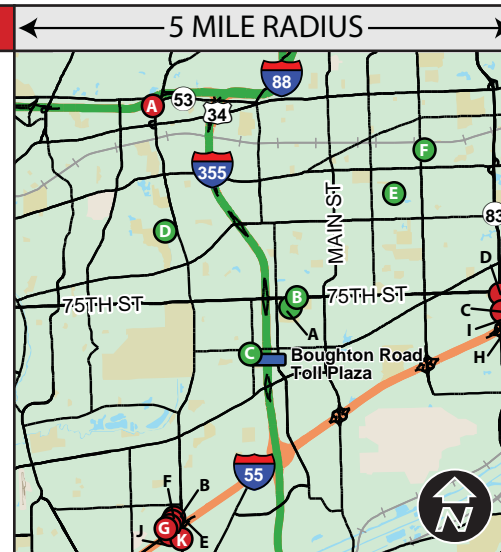 5 MILE RADIUS
88
A
53
34
F
355
E
MAIN ST
83
D
D
75TH ST
B
75TH ST
C
A
I
C
Boughton Road
Toll Plaza
H
55
F
B
G
J
K
E
N